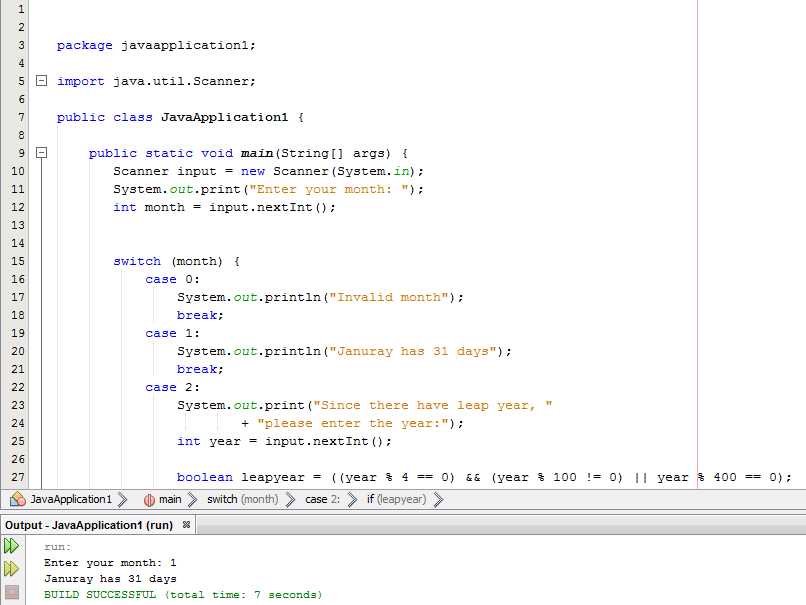 1
2
3 package javaapplication1;
4
5 import java.util.Scanner;
6
7 public class JavaApplication1 {
8
9 public static void main(String[] args) {
10 Scanner input = new Scanner(System.in);
11 System.out.print("Enter your month: ");
12 int month = input.nextInt();
13
14
15 switch (month) {
16 case 0:
17 System.out.println("Invalid month");
18 break;
19 case 1:
20 System.out.println("Januray has 31 days");
21 break;
22 case 2:
23 System.out.print("Since there have leap year, "
24 + "please enter the year:");
25 int year = input.nextInt();
26
27 boolean leapyear = ((year % 4 == 0) && (year % 100 != 0) || year % 400 == 0);
JavaApplication1 main switch (month) case 2: if (leapyear)
Output - JavaApplication1 (run)
run:
Enter your month: 1
Januray has 31 days
BUILD SUCCESSFUL (total time: 7 seconds)